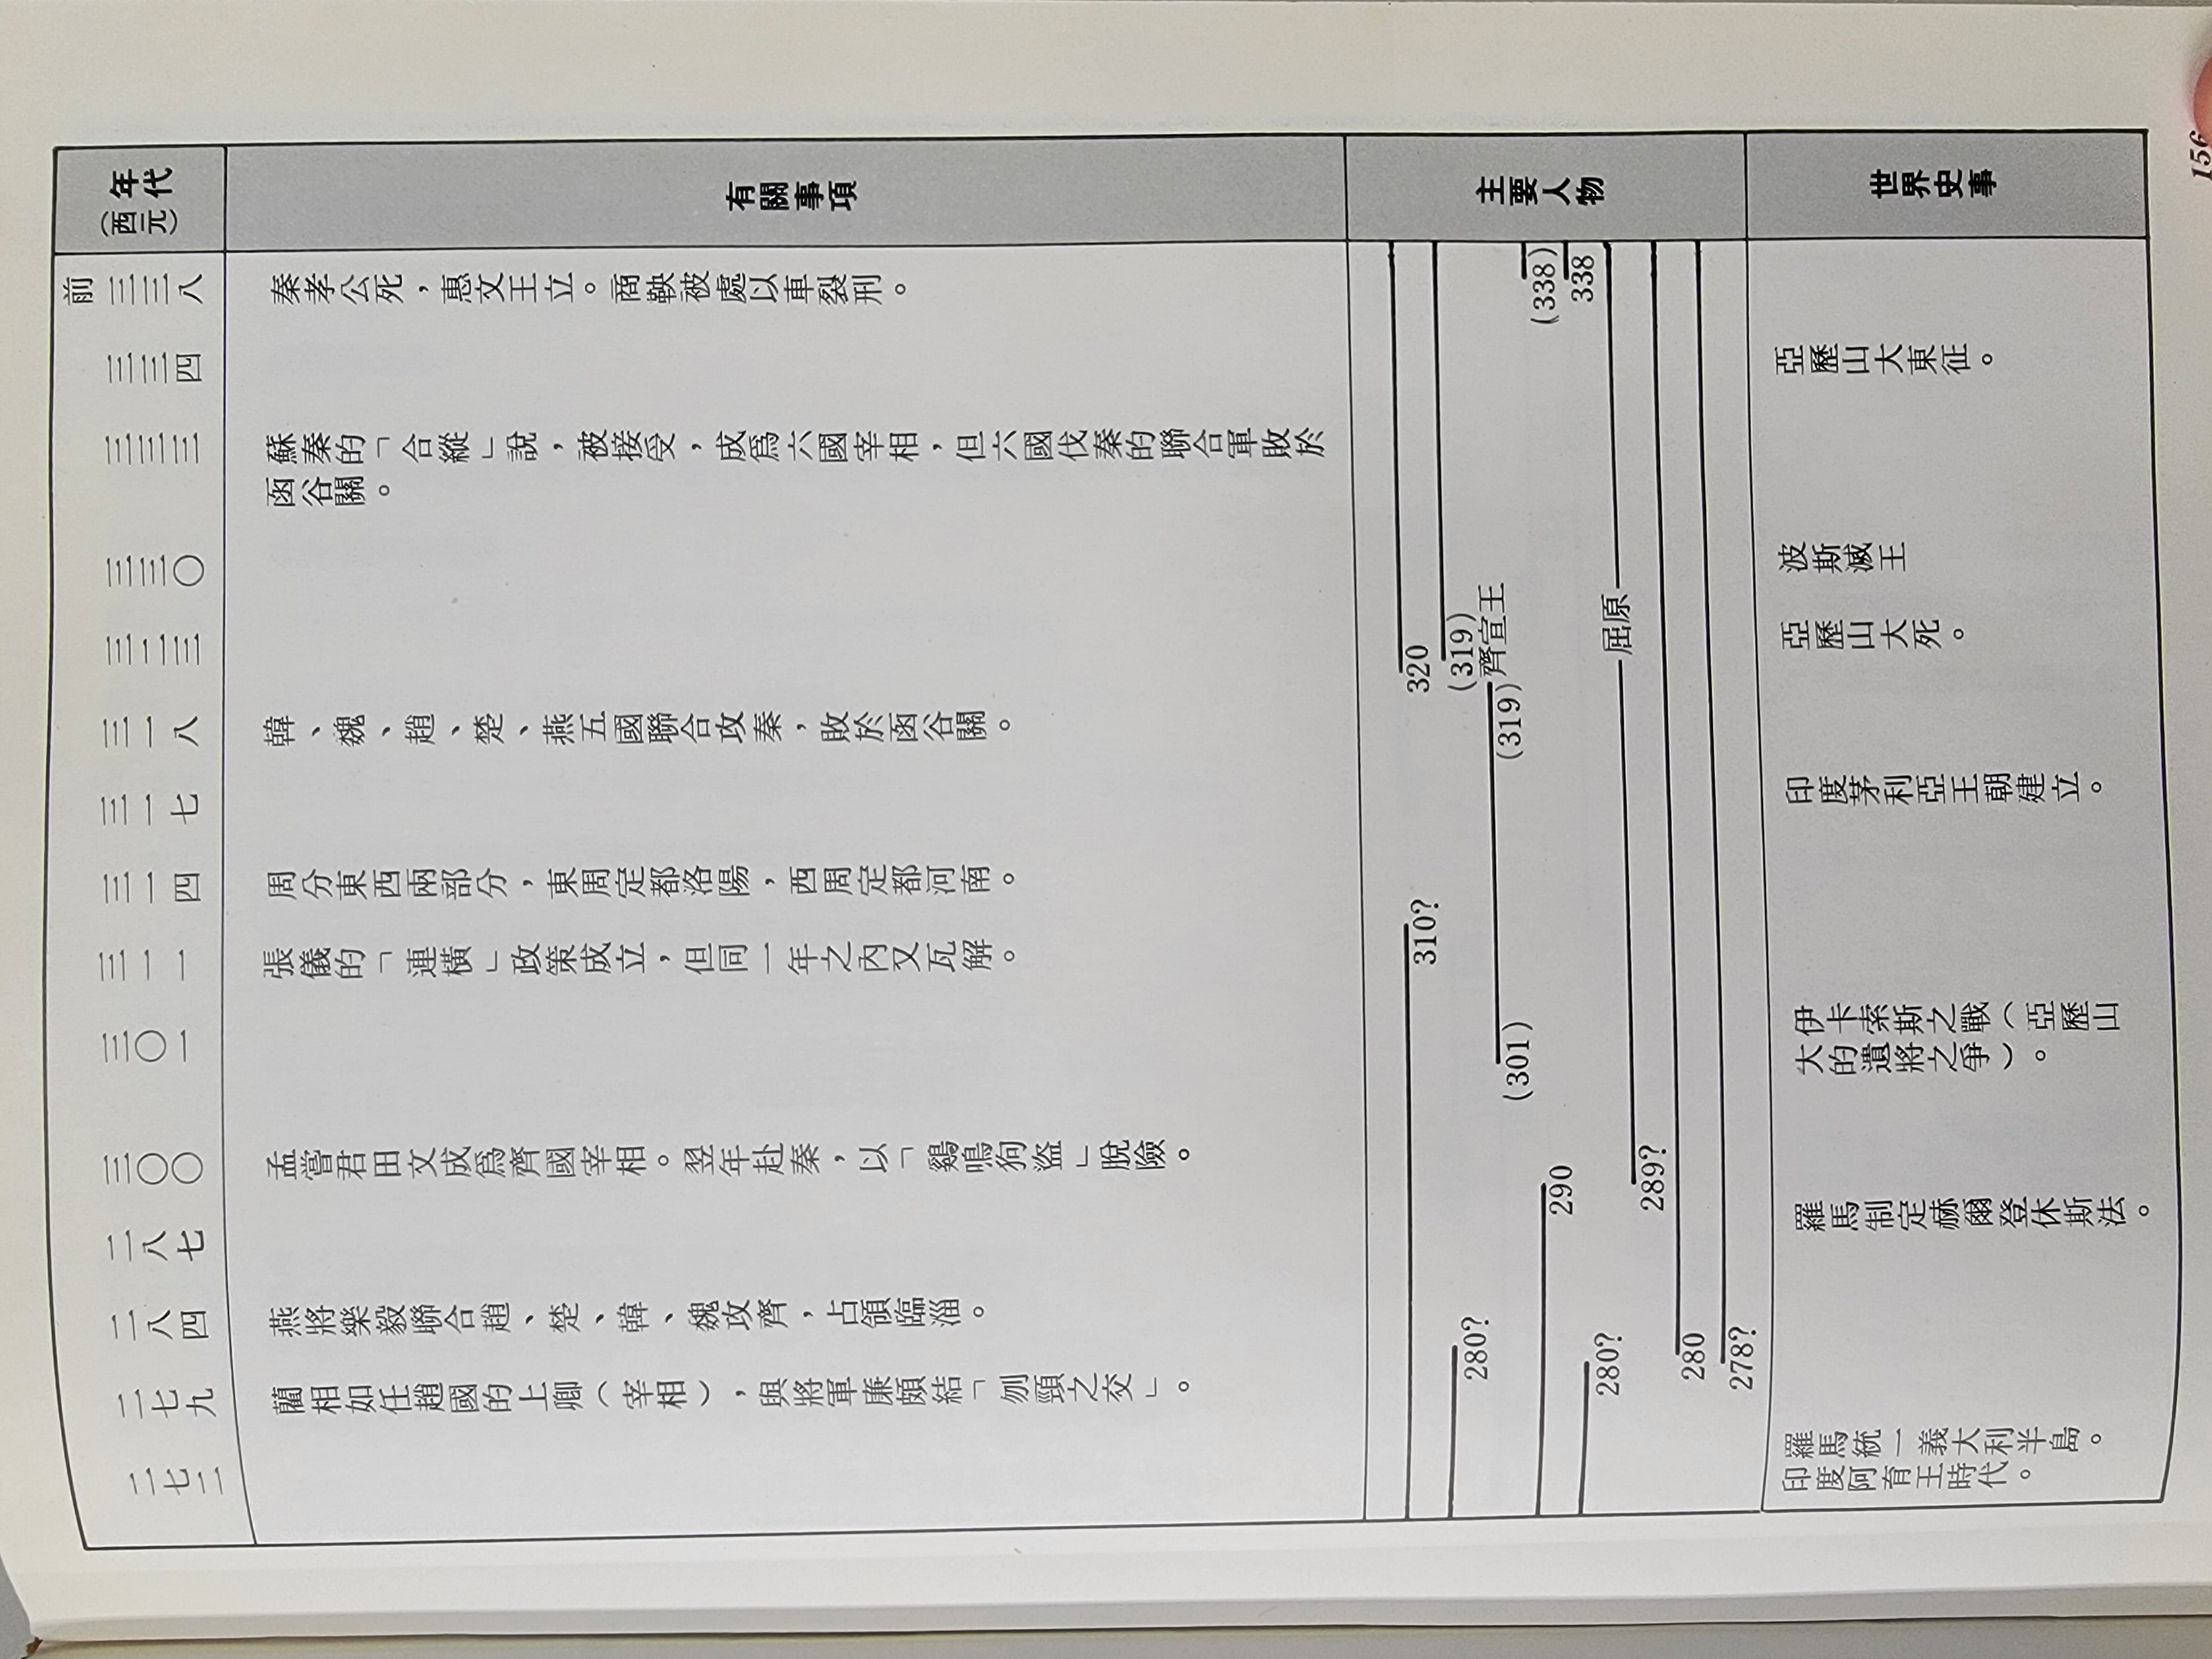 年代
（西元）
有關事項
主要人物
世界史事
前三三八
秦孝公死，惠文王立。商鞅被處以車裂刑。
三三四
亞歷山大東征。
三三三
蘇秦的「合縱」說，被接受，成爲六國宰相，但六國伐秦的聯合軍敗於
函谷關。
三三〇
波斯滅王
三二三
亞歷山大死。
三一八
韓、魏、趙、楚、燕五國聯合攻秦，敗於函谷關。
三一七
印度茅利亞王朝建立。
三一四
周分東西兩部分，東周定都洛陽，西周定都河南。
三一一
張儀的「連橫」政策成立，但同一年之內又瓦解。
三〇一
伊卡索斯之戰（亞歷山
大的遺將之爭）。
三〇〇
孟嘗君田文成爲齊國宰相。翌年赴秦，以「鷄鳴狗盜」脫險。
二八七
羅馬制定赫爾登休斯法。
二八四
燕將樂毅聯合趙、楚、韓、魏攻齊，占領臨淄。
二七九
藺相如任趙國的上卿（宰相），與將軍廉頗結「刎頸之交」。
二七二
羅馬統一義大利半島。
印度阿育王時代。
320
310?
(319)
280?
齊宣王
(319)
(301)
(338)
290
338
280?
屈原
289?
280
278?
156